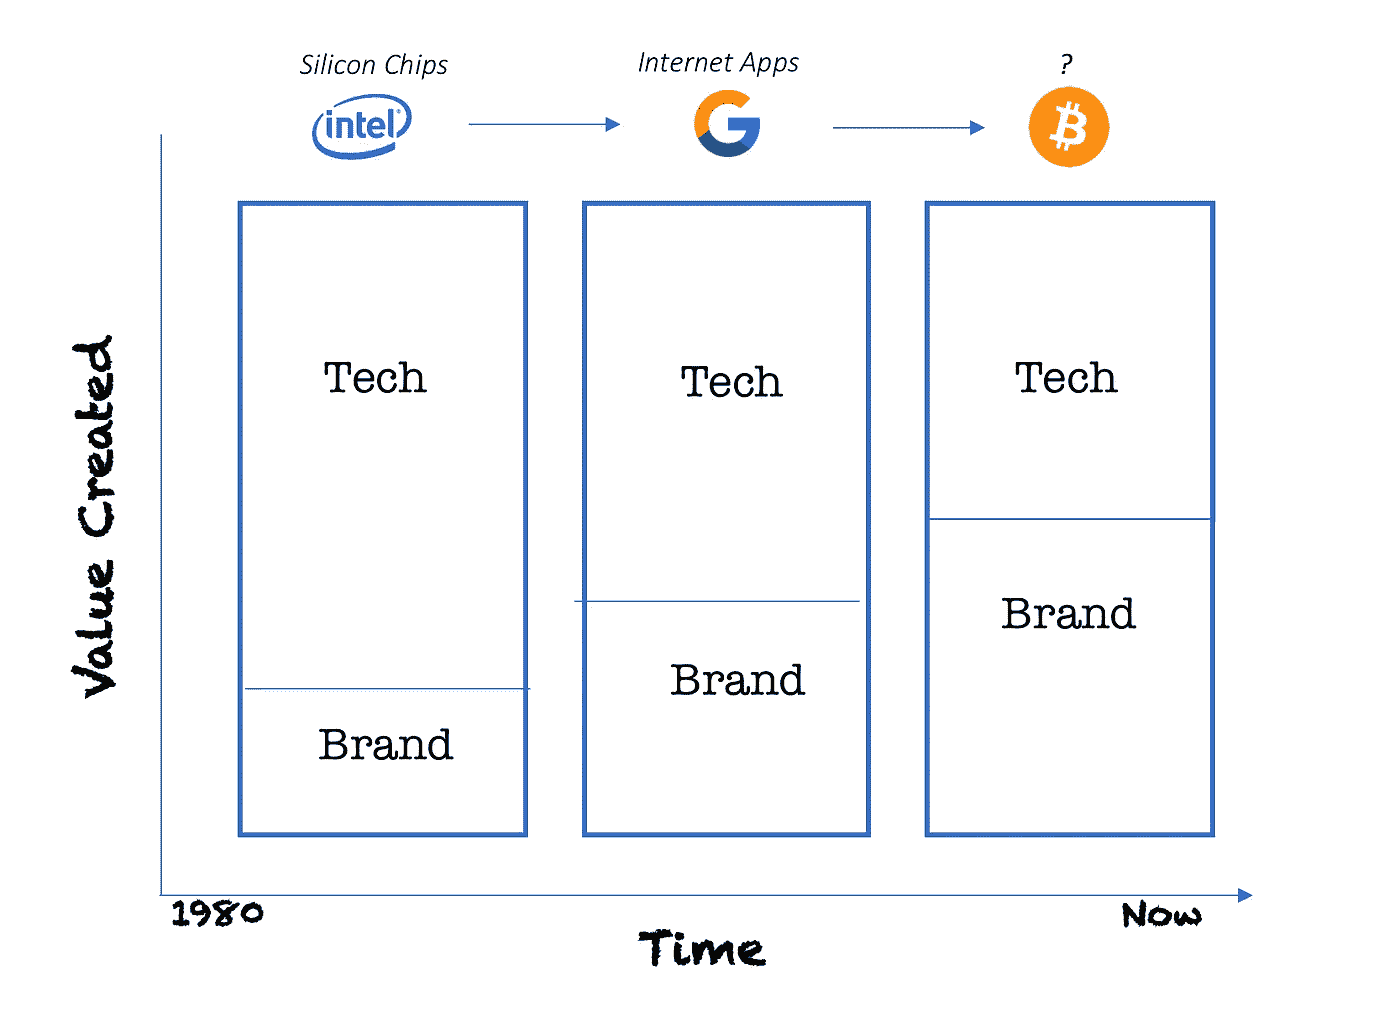 Silicon Chips
Internet Apps
?
intel
G
₿
Tech
Tech
Tech
Brand
Brand
Brand
Value Created
1980
Now
Time